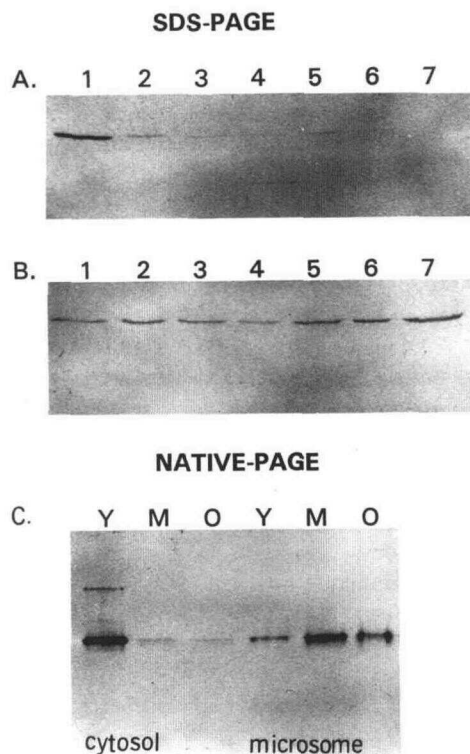 SDS-PAGE
A. 1 2 3 4 5 6 7
B. 1 2 3 4 5 6 7
NATIVE-PAGE
C. Y M O Y M O
cytosol microsome